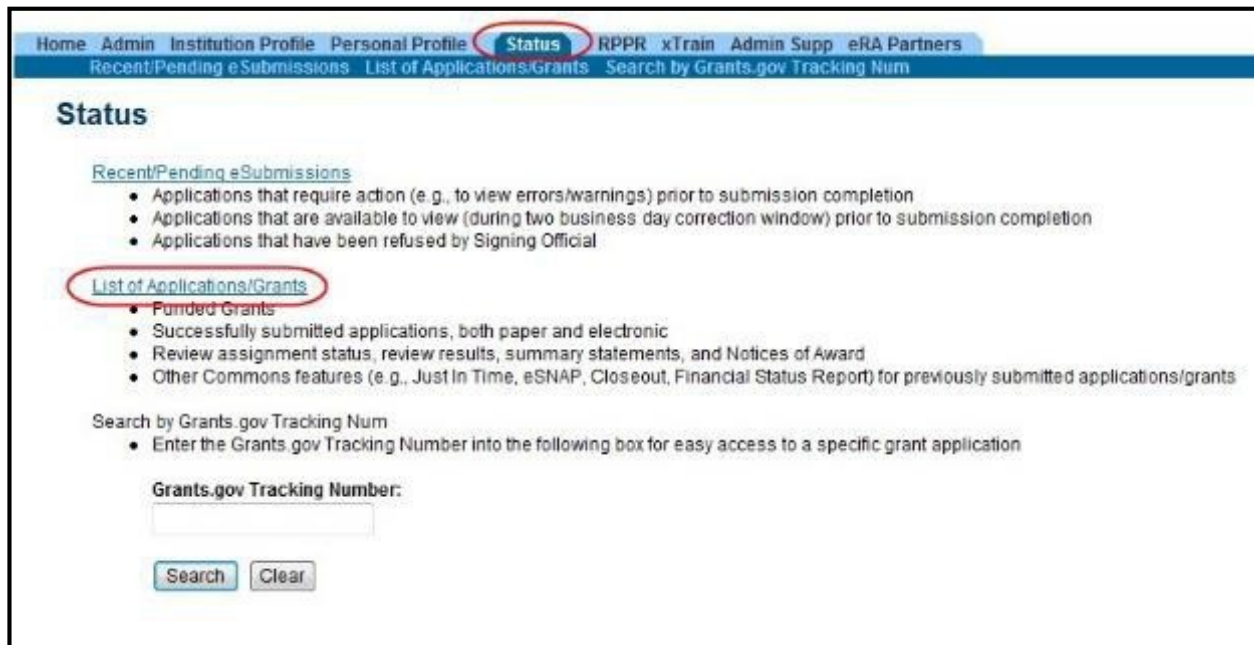 Home Admin Institution Profile Personal Profile Status RPPR xTrain Admin Supp eRA Partners
Recent/Pending eSubmissions List of Applications/Grants Search by Grants.gov Tracking Num
Status
Recent/Pending eSubmissions
• Applications that require action (e.g., to view errors/warnings) prior to submission completion
• Applications that are available to view (during two business day correction window) prior to submission completion
• Applications that have been refused by Signing Official
List of Applications/Grants
• Funded Grants
• Successfully submitted applications, both paper and electronic
• Review assignment status, review results, summary statements, and Notices of Award
• Other Commons features (e.g., Just In Time, eSNAP, Closeout, Financial Status Report) for previously submitted applications/grants
Search by Grants.gov Tracking Num
• Enter the Grants.gov Tracking Number into the following box for easy access to a specific grant application
Grants.gov Tracking Number:
Search Clear